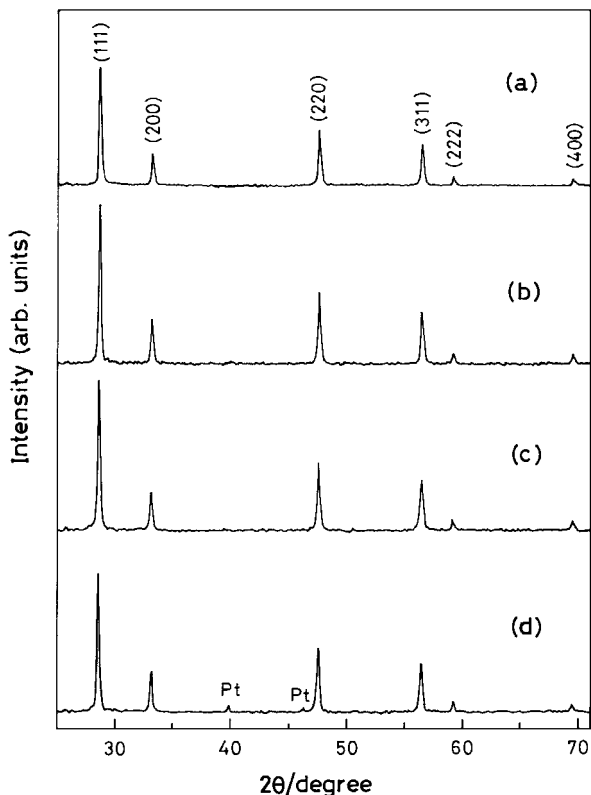 (111)
(200)
(220)
(311)
(222)
(400)
(a)
(b)
(c)
(d)
Pt
Pt
Intensity (arb. units)
30 40 50 60 70
2θ/degree